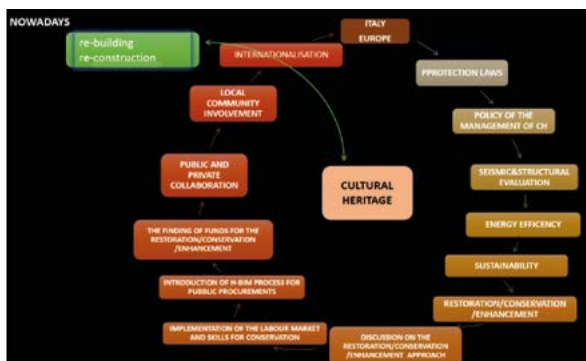 NOWADAYS
re-building
re-construction
INTERNATIONALISATION
ITALY
EUROPE
PPROTECTION LAWS
POLICY OF THE
MANAGEMENT OF CH
SEISMIC&STRUCTURAL
EVALUATION
ENERGY EFFICENCY
SUSTAINABILITY
RESTORATION/CONSERVATION
/ENHANCEMENT
DISCUSSION ON THE
RESTORATION/CONSERVATION
/ENHANCEMENT APPROACH
IMPLEMENTATION OF THE LABOUR MARKET
AND SKILLS FOR CONSERVATION
INTRODUCTION OF H-BIM PROCESS FOR
PUBBLIC PROCUREMENTS
THE FINDING OF FUNDS FOR THE
RESTORATION/CONSERVATION
/ENHANCEMENT
PUBLIC AND
PRIVATE
COLLABORATION
LOCAL
COMMUNITY
INVOLVEMENT
CULTURAL
HERITAGE